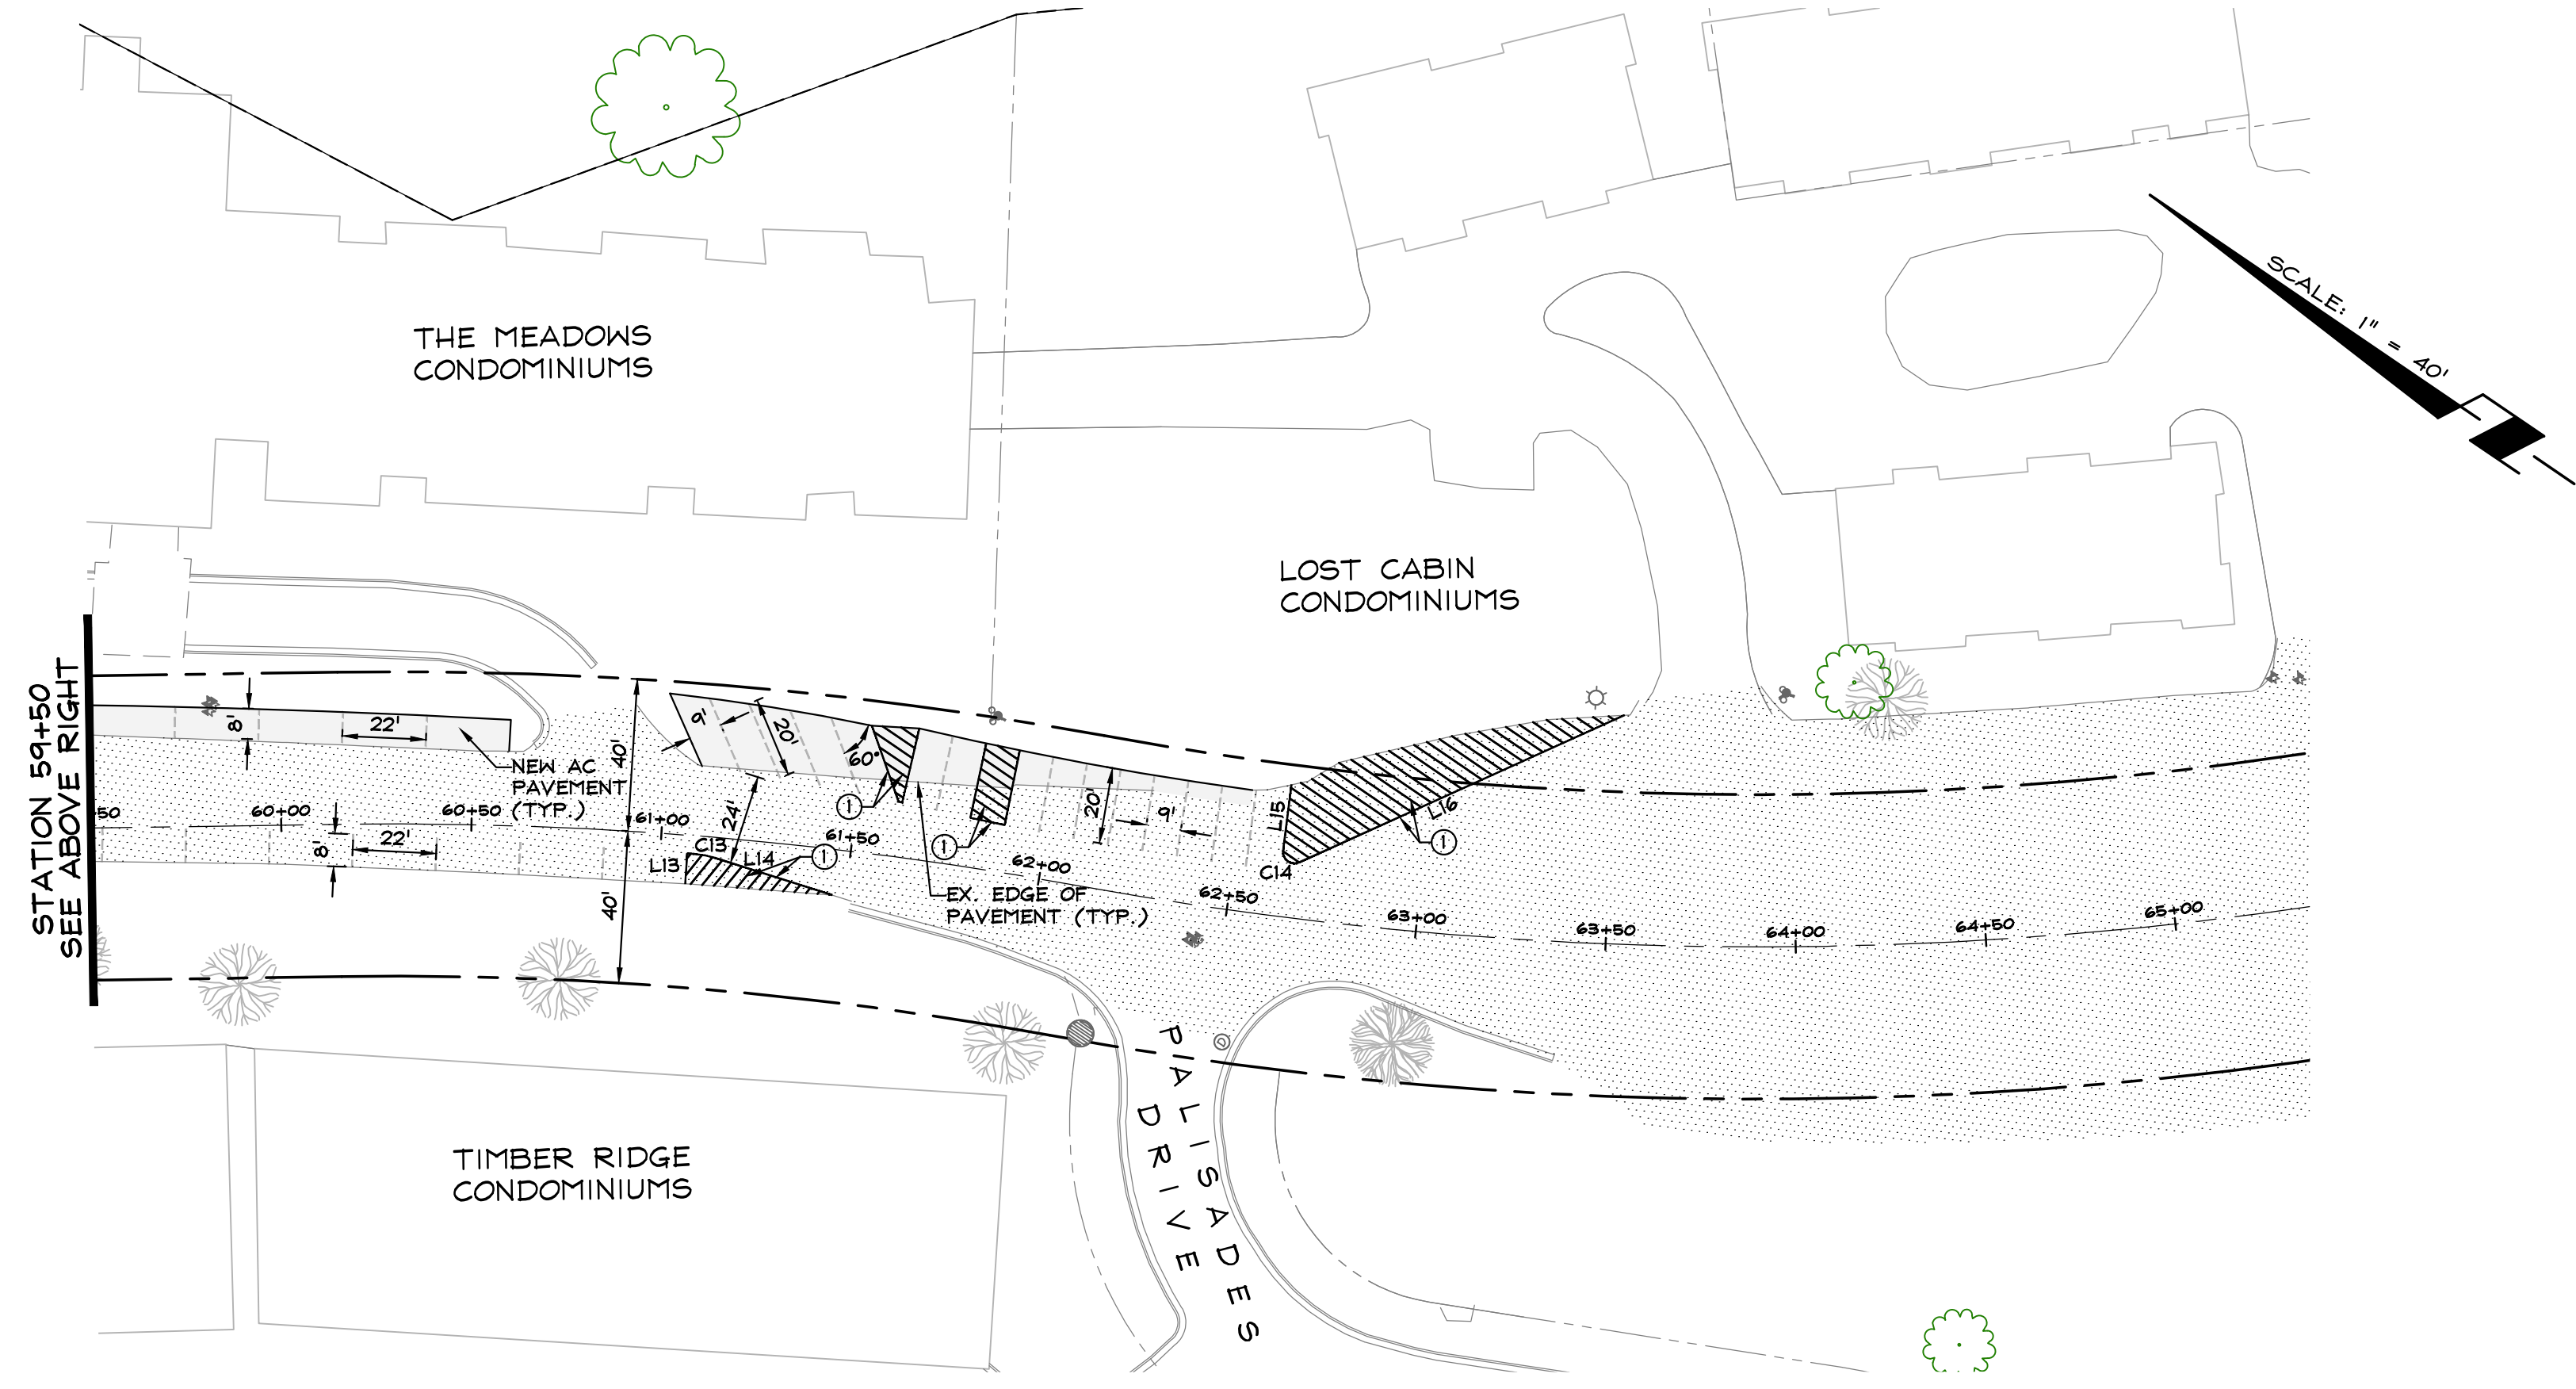 SCALE: 1" = 40'
THE MEADOWS
CONDOMINIUMS
LOST CABIN
CONDOMINIUMS
STATION 59+50
SEE ABOVE RIGHT
8'
22'
NEW AC
PAVEMENT
(TYP.)
40'
9'
20'
60°
1
1
20'
9'
L15
L16
1
C14
50
60+00
60+50
61+00
61+50
62+00
62+50
63+00
63+50
64+00
64+50
65+00
8'
22'
24'
C13
L13
L14
1
40'
EX. EDGE OF
PAVEMENT (TYP.)
PALISADES
DRIVE
TIMBER RIDGE
CONDOMINIUMS
D